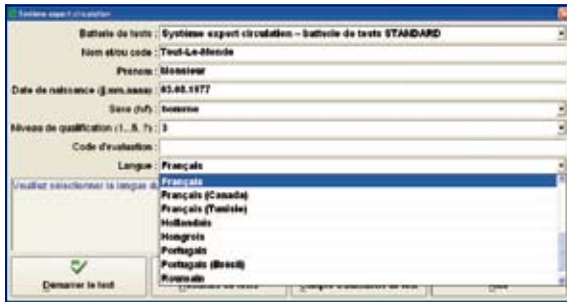 Système expert circulation
Batterie de tests : Système expert circulation – batterie de tests STANDARD
Nom et/ou code : Tout-Le-Monde
Prénom : Monsieur
Date de naissance (jj.mm.aaaa) : 03.08.1977
Sexe (h/f) : homme
Niveau de qualification (1...5, ?) : 3
Code d'évaluation :
Langue : Français
Veuillez sélectionner la langue
Français
Français (Canada)
Français (Tunisie)
Hollandais
Hongrois
Portugais
Portugais (Brésil)
Roumain
Démarrer le test